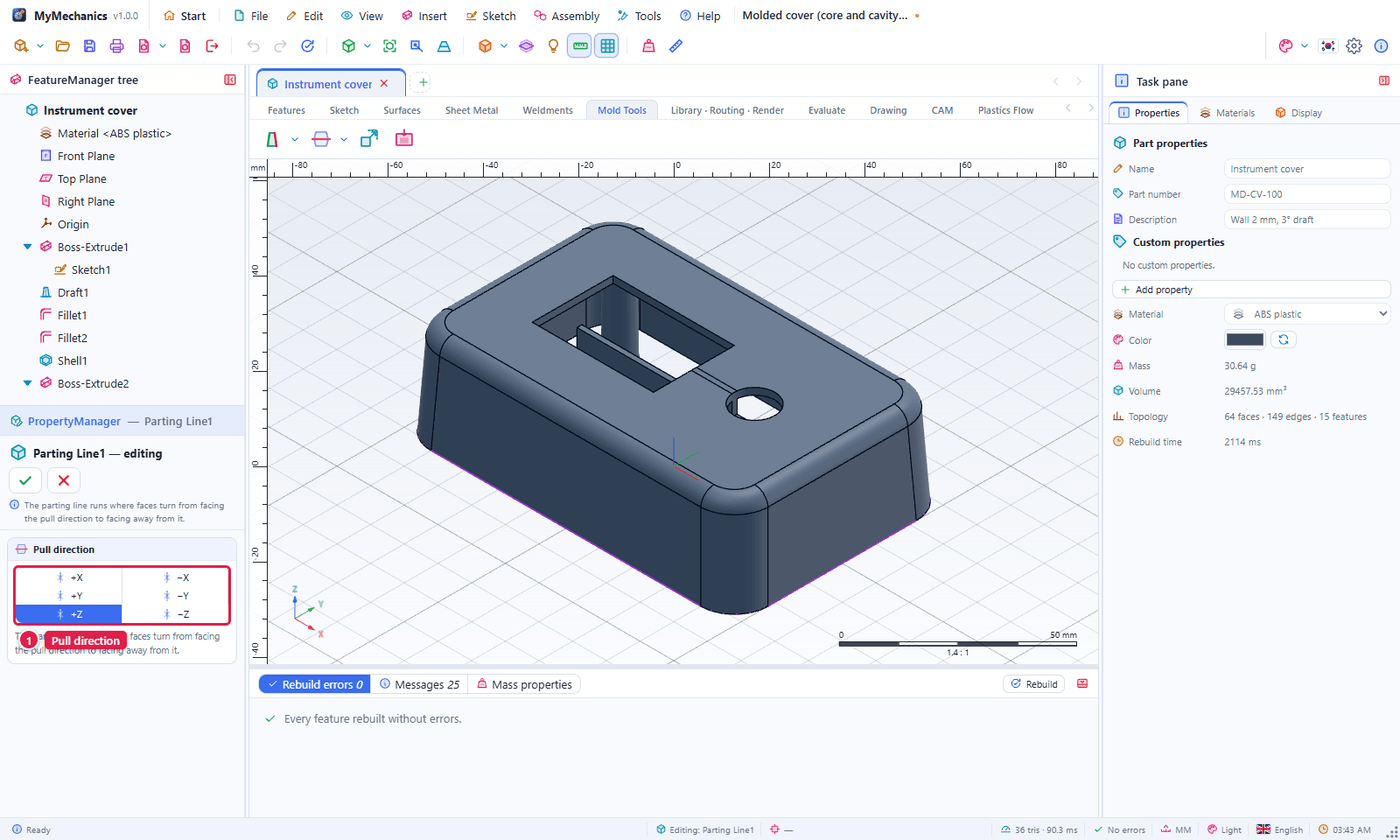 MyMechanics v1.0.0
Start File Edit View Insert Sketch Assembly Tools Help Molded cover (core and cavity...
FeatureManager tree
Instrument cover
Material <ABS plastic>
Front Plane
Top Plane
Right Plane
Origin
Boss-Extrude1
Sketch1
Draft1
Fillet1
Fillet2
Shell1
Boss-Extrude2
PropertyManager — Parting Line1
Parting Line1 — editing
The parting line runs where faces turn from facing
the pull direction to facing away from it.
Pull direction
+X −X
+Y −Y
+Z −Z
1 Pull direction
faces turn from facing
the pull direction to facing away from it.
Instrument cover
Features Sketch Surfaces Sheet Metal Weldments Mold Tools Library · Routing · Render Evaluate Drawing CAM Plastics Flow
mm -80 -60 -40 -20 0 20 40 60 80
40
20
0
20
40
Z
Y
X
0 50 mm
1.4 : 1
Rebuild errors 0 Messages 25 Mass properties Rebuild
Every feature rebuilt without errors.
Task pane
Properties Materials Display
Part properties
Name Instrument cover
Part number MD-CV-100
Description Wall 2 mm, 3° draft
Custom properties
No custom properties.
Add property
Material ABS plastic
Color
Mass 30.64 g
Volume 29457.53 mm³
Topology 64 faces · 149 edges · 15 features
Rebuild time 2114 ms
Ready Editing: Parting Line1 — 36 tris · 90.3 ms No errors MM Light English 03:43 AM